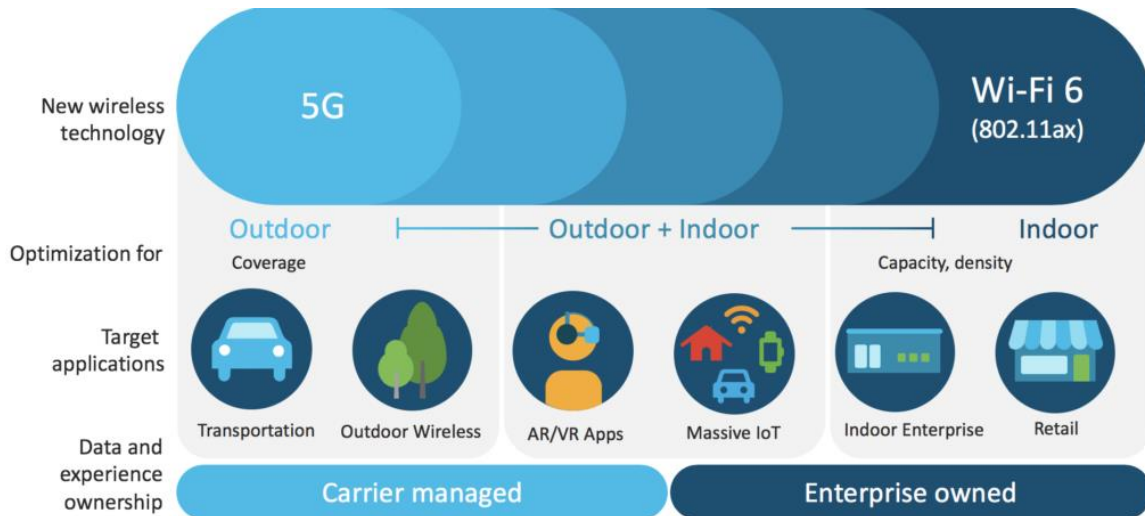 New wireless
technology
5G
Wi-Fi 6
(802.11ax)
Optimization for
Outdoor
Outdoor + Indoor
Indoor
Coverage
Capacity, density
Target
applications
Transportation
Outdoor Wireless
AR/VR Apps
Massive IoT
Indoor Enterprise
Retail
Data and
experience
ownership
Carrier managed
Enterprise owned